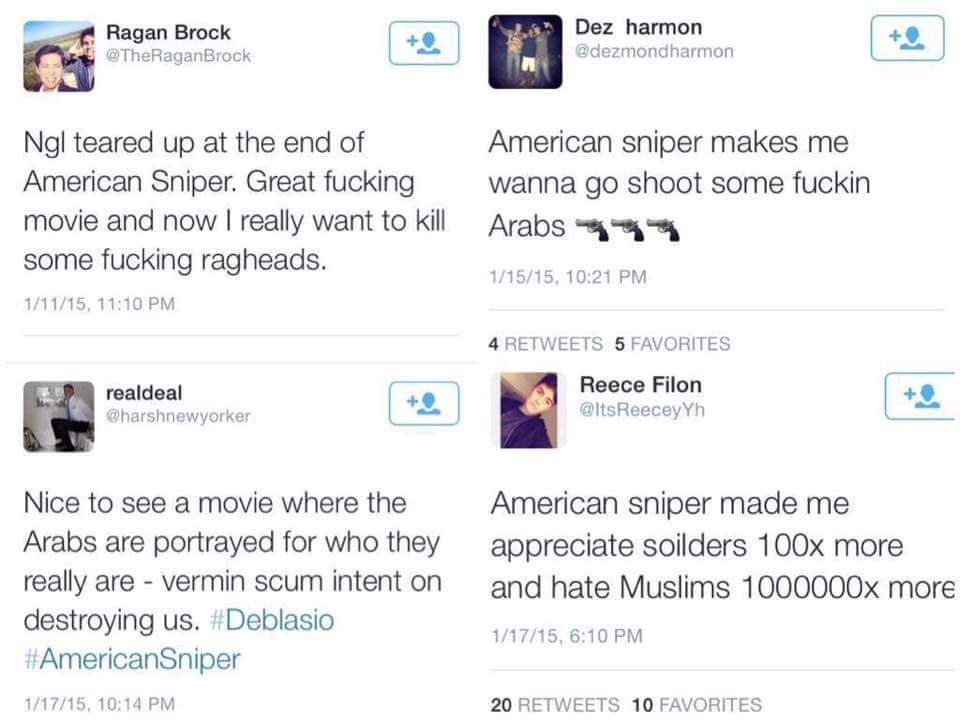 Ragan Brock
@TheRaganBrock
Ngl teared up at the end of
American Sniper. Great fucking
movie and now I really want to kill
some fucking ragheads.
1/11/15, 11:10 PM
Dez harmon
@dezmondharmon
American sniper makes me
wanna go shoot some fuckin
Arabs 🔫🔫🔫
1/15/15, 10:21 PM
4 RETWEETS 5 FAVORITES
realdeal
@harshnewyorker
Nice to see a movie where the
Arabs are portrayed for who they
really are - vermin scum intent on
destroying us. #Deblasio
#AmericanSniper
1/17/15, 10:14 PM
Reece Filon
@ItsReeceyYh
American sniper made me
appreciate soilders 100x more
and hate Muslims 1000000x more
1/17/15, 6:10 PM
20 RETWEETS 10 FAVORITES